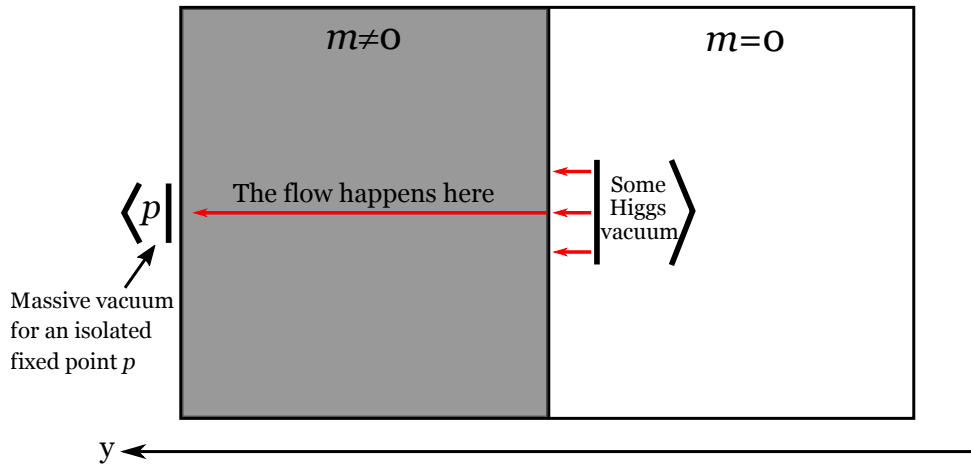 m≠0
m=0
The flow happens here
p
Some
Higgs
vacuum
Massive vacuum
for an isolated
fixed point p
y